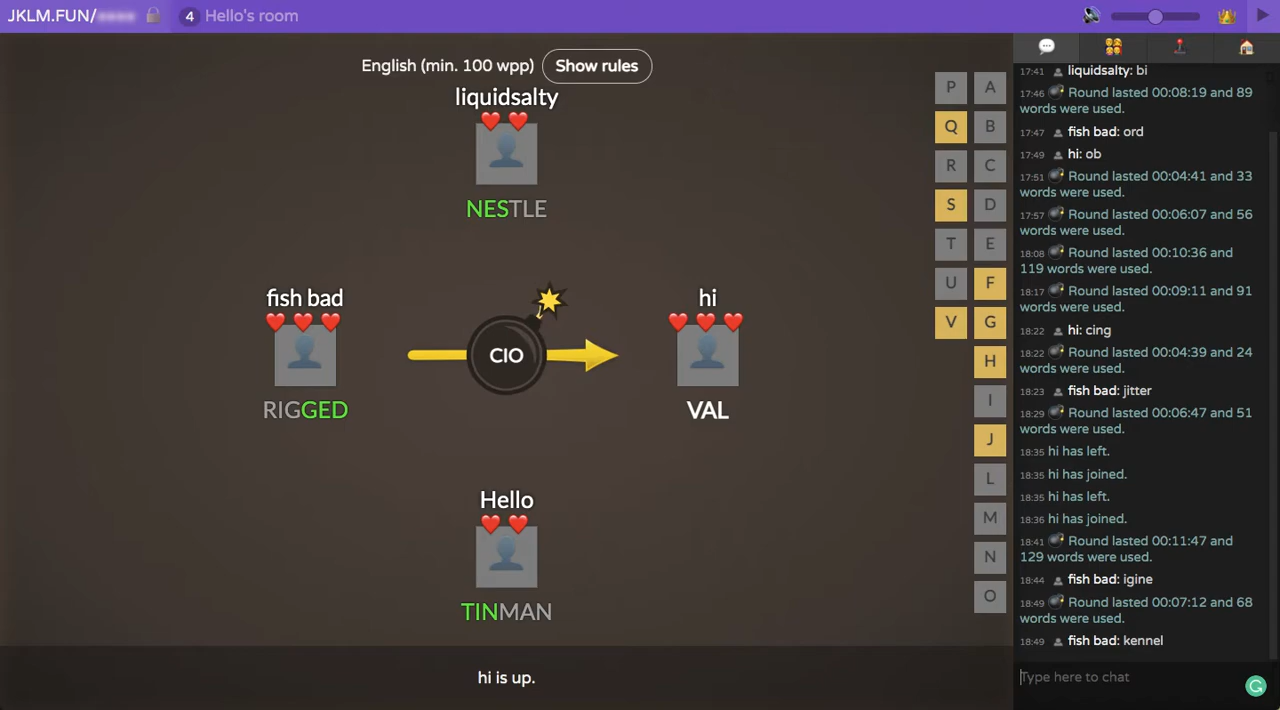 JKLM.FUN/
4 Hello's room
English (min. 100 wpp)
Show rules
liquidsalty
NESTLE
fish bad
RIGGED
CIO
hi
VAL
Hello
TINMAN
hi is up.
P A
Q B
R C
S D
T E
U F
V G
H
I
J
L
M
N
O
17:41 liquidsalty: bi
17:46 Round lasted 00:08:19 and 89
words were used.
17:47 fish bad: ord
17:49 hi: ob
17:51 Round lasted 00:04:41 and 33
words were used.
17:57 Round lasted 00:06:07 and 56
words were used.
18:08 Round lasted 00:10:36 and
119 words were used.
18:17 Round lasted 00:09:11 and 91
words were used.
18:22 hi: cing
18:22 Round lasted 00:04:39 and 24
words were used.
18:23 fish bad: jitter
18:29 Round lasted 00:06:47 and 51
words were used.
18:35 hi has left.
18:35 hi has joined.
18:35 hi has left.
18:36 hi has joined.
18:41 Round lasted 00:11:47 and
129 words were used.
18:44 fish bad: igine
18:49 Round lasted 00:07:12 and 68
words were used.
18:49 fish bad: kennel
Type here to chat